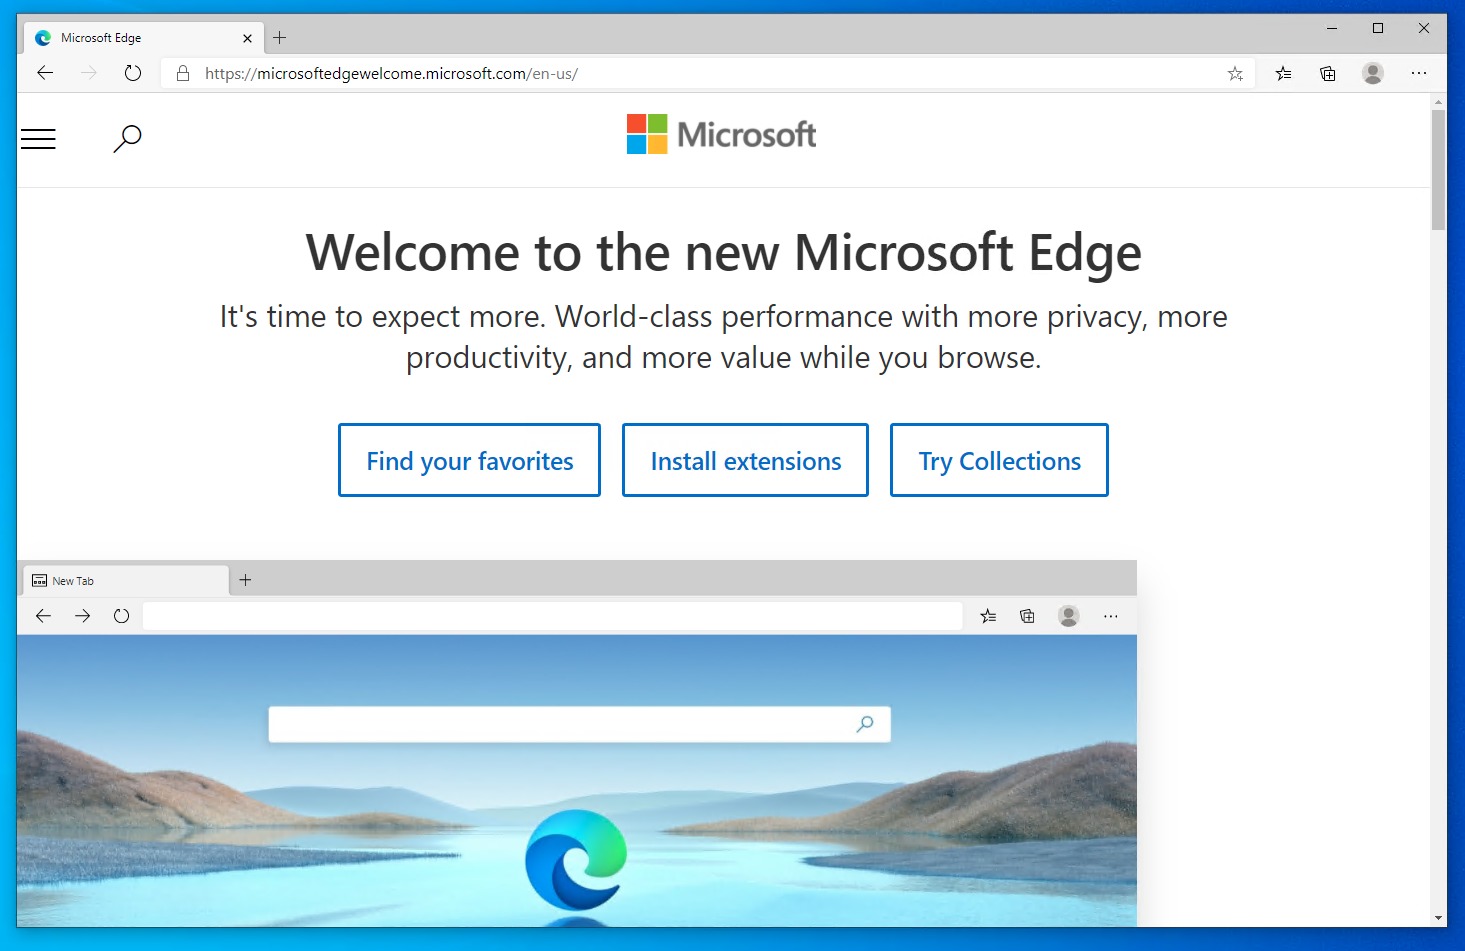 Microsoft Edge
https://microsoftedgewelcome.microsoft.com/en-us/
Microsoft
Welcome to the new Microsoft Edge
It's time to expect more. World-class performance with more privacy, more
productivity, and more value while you browse.
Find your favorites
Install extensions
Try Collections
New Tab